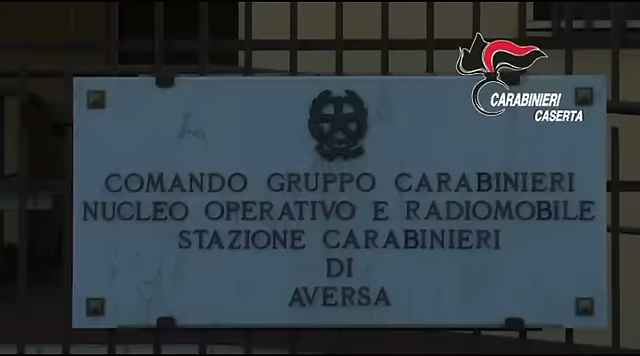 CARABINIERI
CASERTA
COMANDO GRUPPO CARABINIERI
NUCLEO OPERATIVO E RADIOMOBILE
STAZIONE CARABINIERI
DI
AVERSA